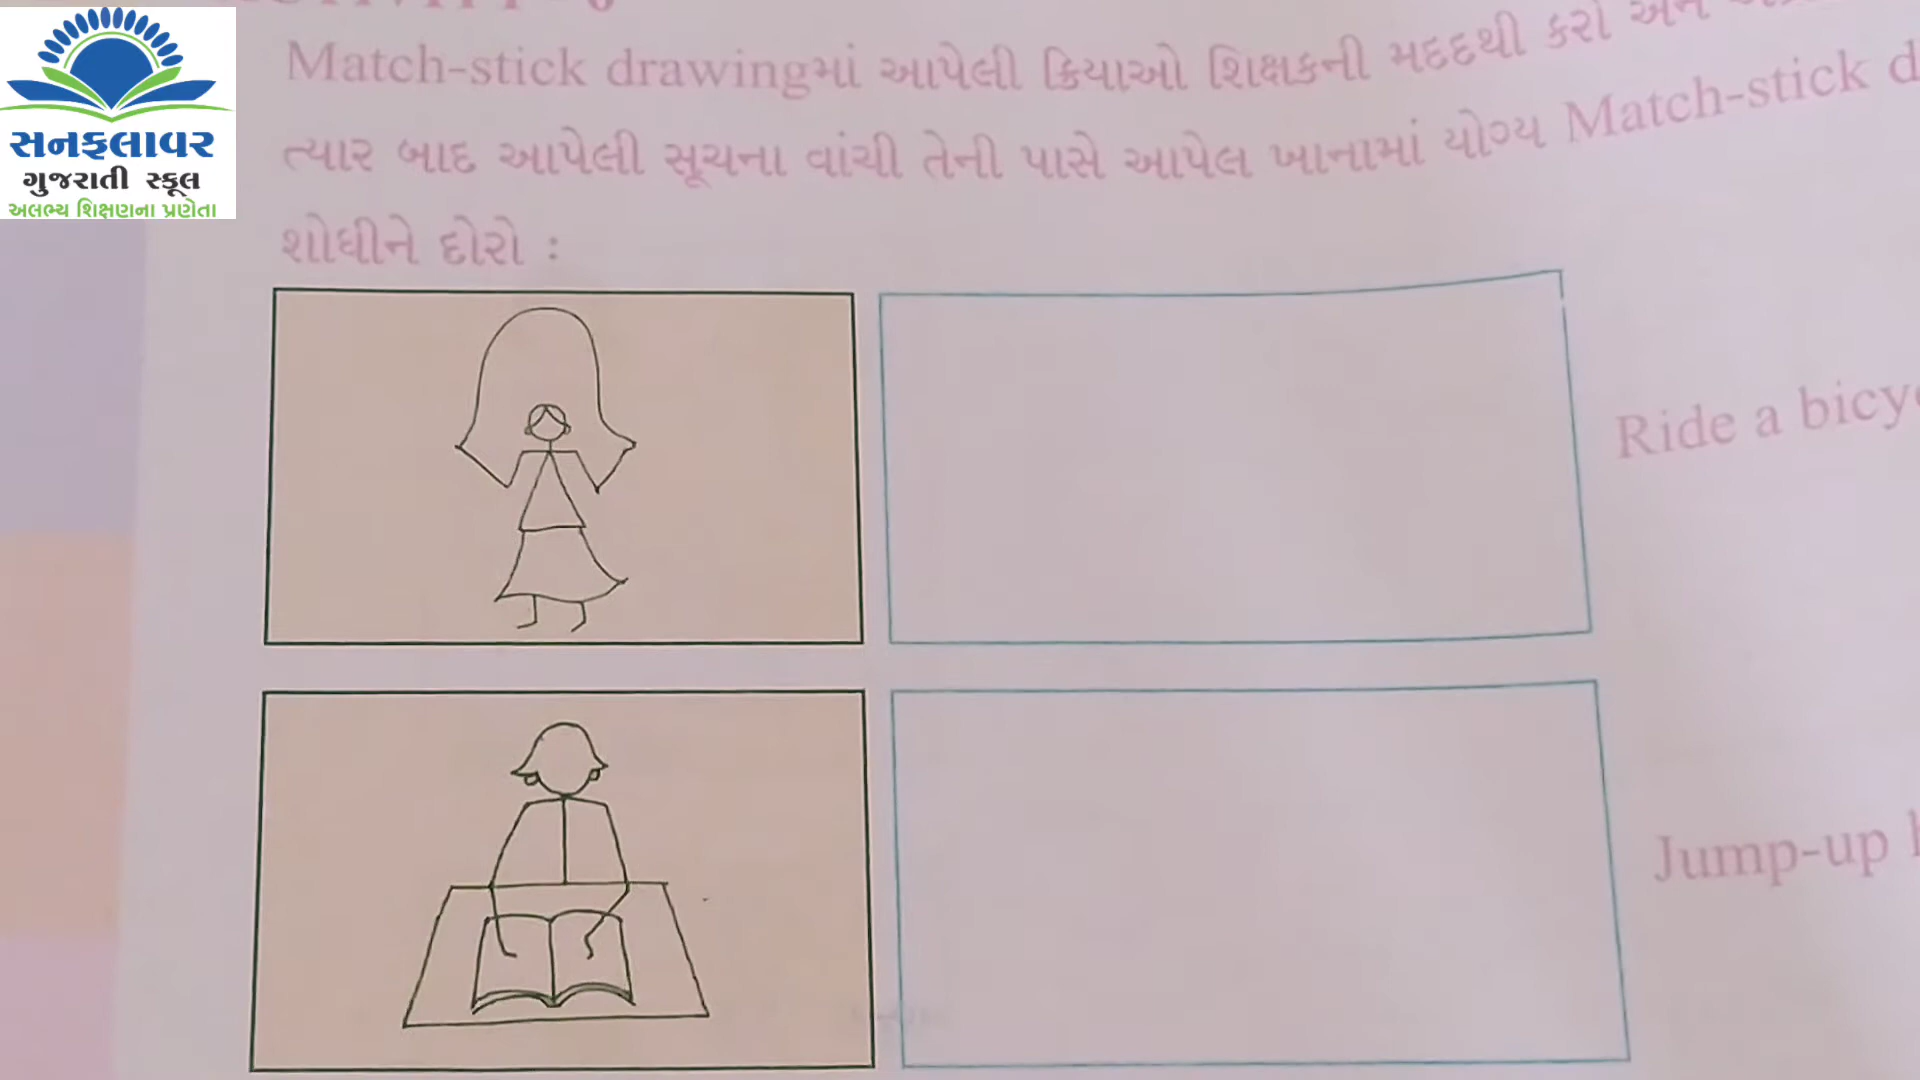 સનફલાવર
ગુજરાતી સ્કૂલ
અલભ્ય શિક્ષણના પ્રણેતા
Match-stick drawingમાં આપેલી ક્રિયાઓ શિક્ષકની મદદથી કરો અને
ત્યાર બાદ આપેલી સૂચના વાંચી તેની પાસે આપેલ ખાનામાં યોગ્ય Match-stick d
શોધીને દોરો :
Ride a bicy
Jump-up